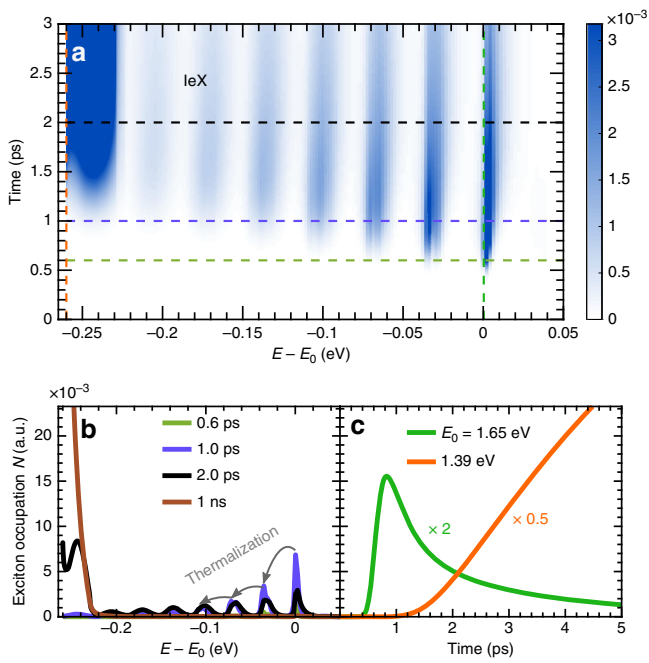 ×10⁻³
3
2.5
2
1.5
1
0.5
0
Time (ps)
a
IeX
3
2.5
2
1.5
1
0.5
0
−0.25
−0.2
−0.15
−0.1
−0.05
0
0.05
E – E₀ (eV)
×10⁻³
20
15
10
5
0
Exciton occupation N (a.u.)
b
0.6 ps
1.0 ps
2.0 ps
1 ns
Thermalization
−0.2
−0.1
0
E – E₀ (eV)
c
E₀ = 1.65 eV
1.39 eV
× 2
× 0.5
1
2
3
4
5
Time (ps)